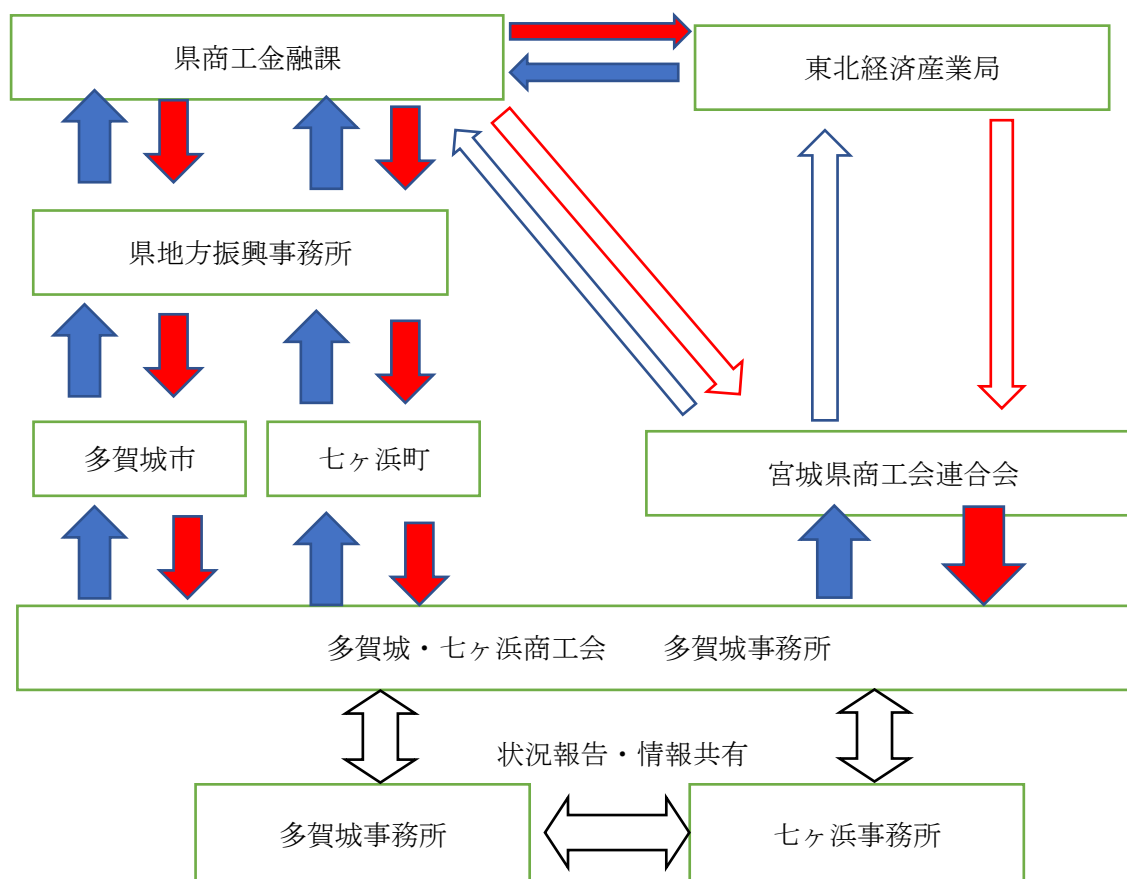 県商工金融課
東北経済産業局
県地方振興事務所
多賀城市
七ヶ浜町
宮城県商工会連合会
多賀城・七ヶ浜商工会　　多賀城事務所
状況報告・情報共有
多賀城事務所
七ヶ浜事務所